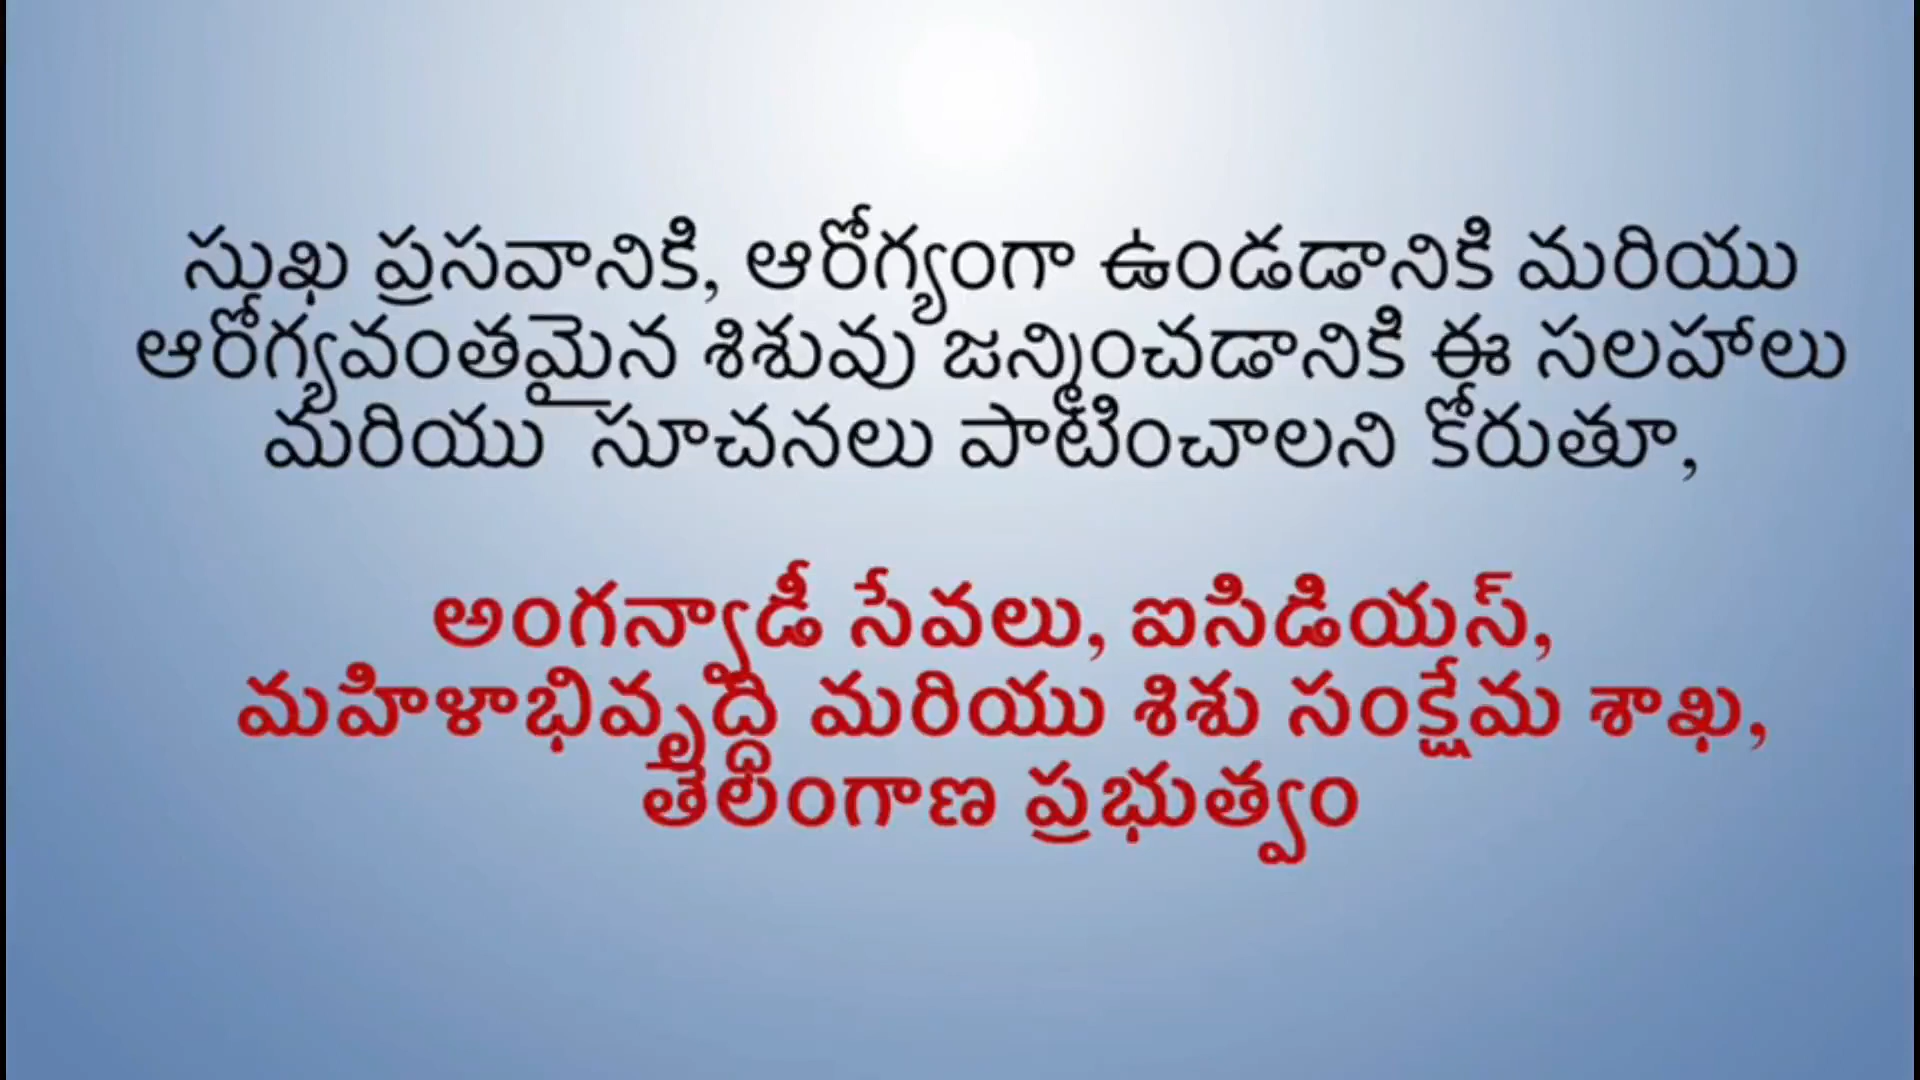 సుఖ ప్రసవానికి, ఆరోగ్యంగా ఉండడానికి మరియు
ఆరోగ్యవంతమైన శిశువు జన్మించడానికి ఈ సలహాలు
మరియు సూచనలు పాటించాలని కోరుతూ,
అంగన్వాడీ సేవలు, ఐసిడియస్,
మహిళాభివృద్ధి మరియు శిశు సంక్షేమ శాఖ,
తెలంగాణ ప్రభుత్వం